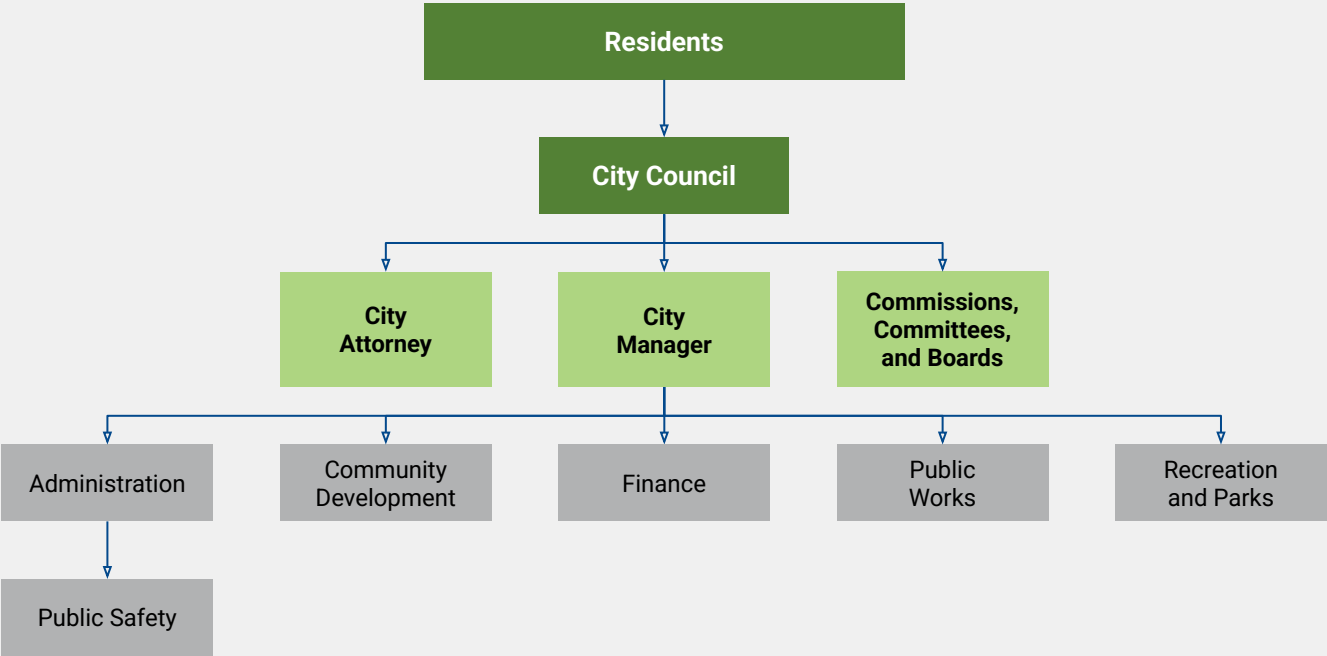 Residents
City Council
City
Attorney
City
Manager
Commissions,
Committees,
and Boards
Administration
Community
Development
Finance
Public
Works
Recreation
and Parks
Public Safety